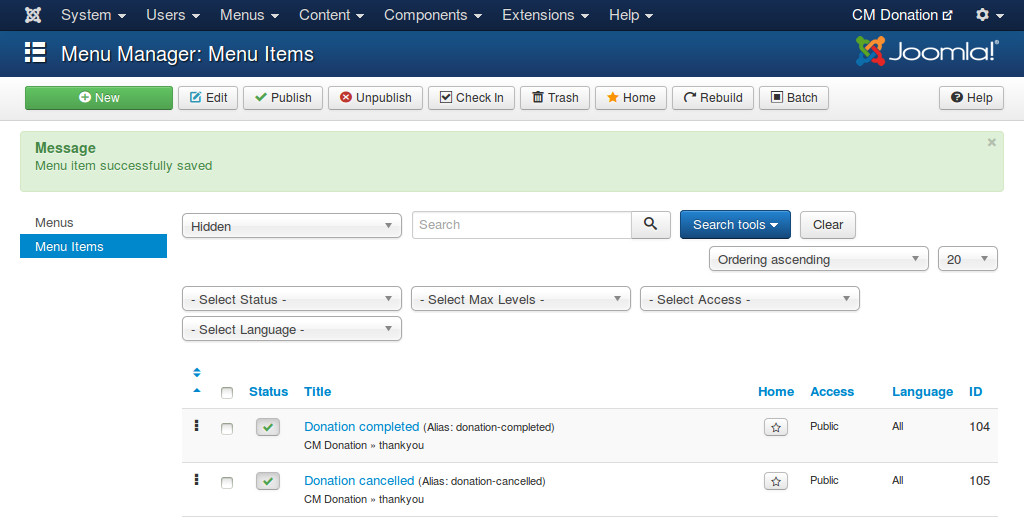 System Users Menus Content Components Extensions Help CM Donation
Menu Manager: Menu Items Joomla!®
New Edit Publish Unpublish Check In Trash Home Rebuild Batch Help
Message ×
Menu item successfully saved
Menus
Menu Items
Hidden Search Search tools Clear
Ordering ascending 20
- Select Status - - Select Max Levels - - Select Access -
- Select Language -
Status Title Home Access Language ID
Donation completed (Alias: donation-completed) Public All 104
CM Donation » thankyou
Donation cancelled (Alias: donation-cancelled) Public All 105
CM Donation » thankyou